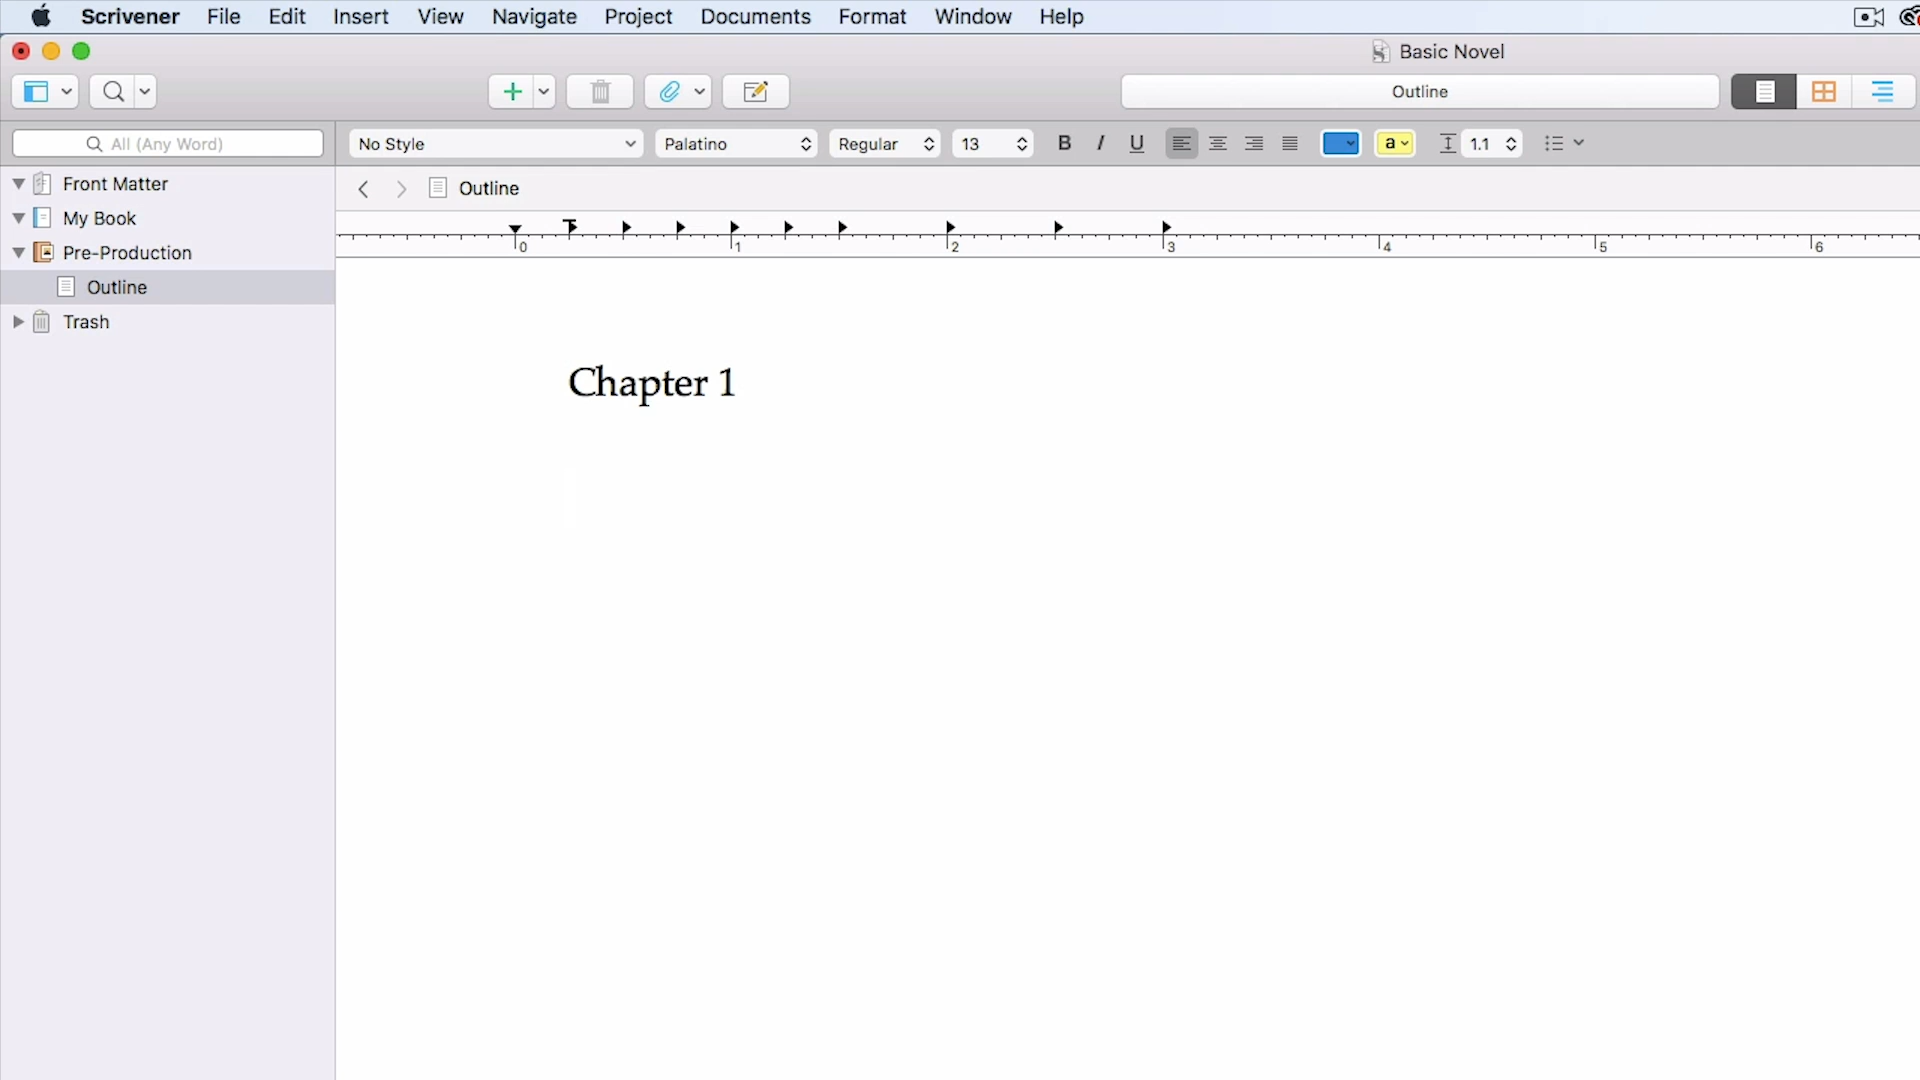 Scrivener File Edit Insert View Navigate Project Documents Format Window Help
Basic Novel
Outline
All (Any Word)
No Style Palatino Regular 13 B I U a 1.1
Front Matter
My Book
Pre-Production
Outline
Trash
Outline
0 1 2 3 4 5 6
Chapter 1